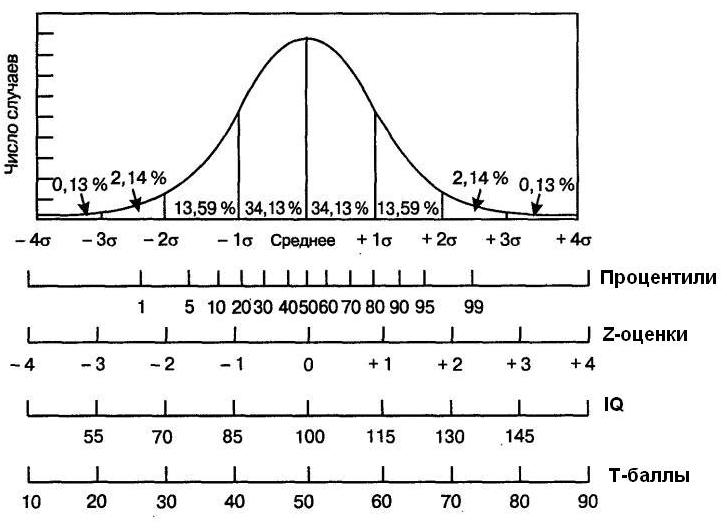 Число случаев
0,13 % 2,14 % 2,14 % 0,13 %
13,59 % 34,13 % 34,13 % 13,59 %
– 4σ – 3σ – 2σ – 1σ Среднее + 1σ +2σ +3σ +4σ
Процентили
1 5 10 20 30 40 50 60 70 80 90 95 99
Z-оценки
– 4 – 3 – 2 – 1 0 + 1 + 2 + 3 + 4
IQ
55 70 85 100 115 130 145
Т-баллы
10 20 30 40 50 60 70 80 90